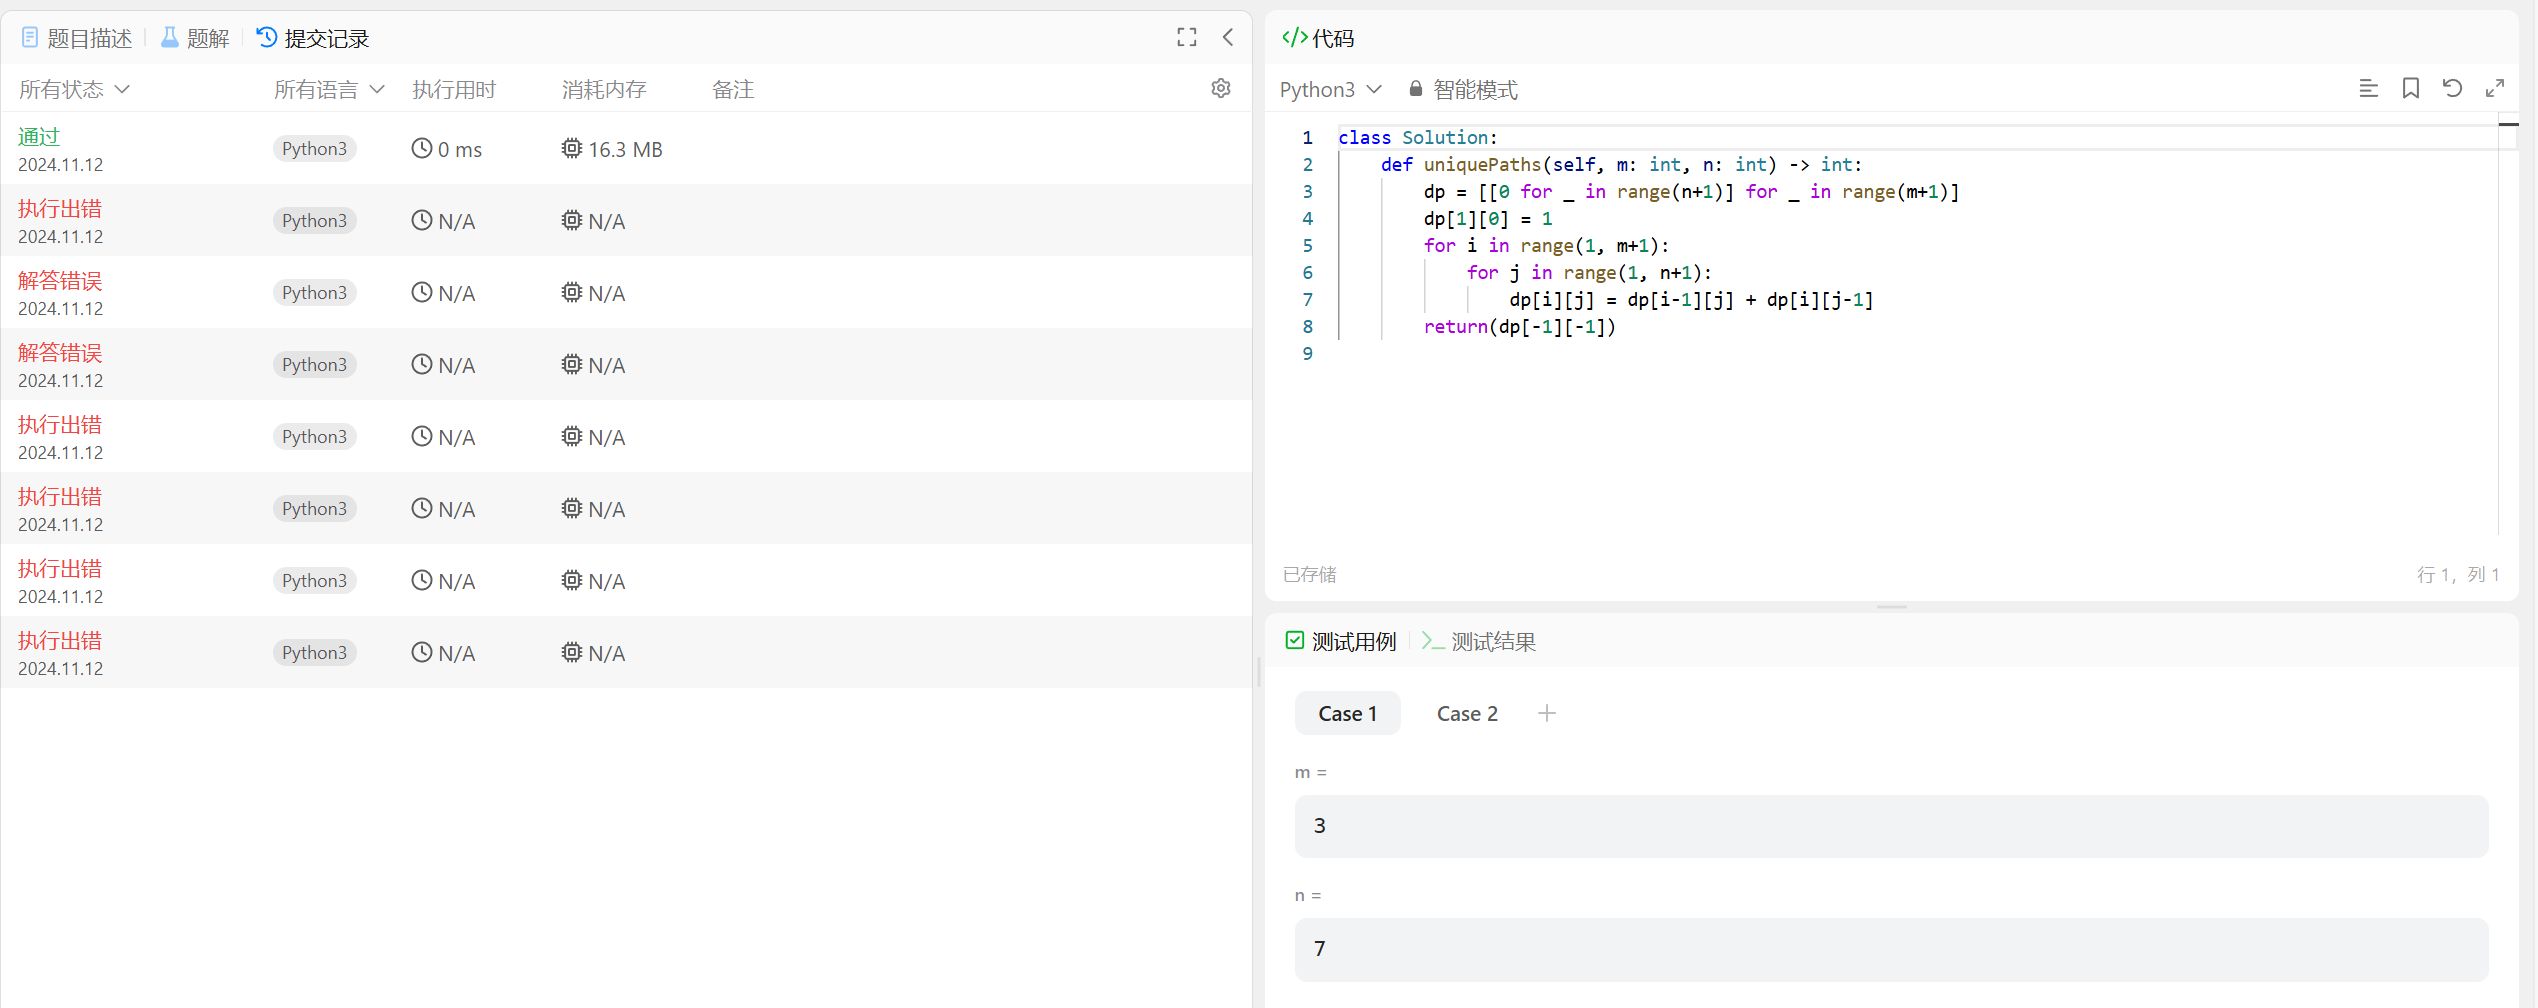 题目描述 题解 提交记录
所有状态 所有语言 执行用时 消耗内存 备注
通过
2024.11.12
Python3 0 ms 16.3 MB
执行出错
2024.11.12
Python3 N/A N/A
解答错误
2024.11.12
Python3 N/A N/A
解答错误
2024.11.12
Python3 N/A N/A
执行出错
2024.11.12
Python3 N/A N/A
执行出错
2024.11.12
Python3 N/A N/A
执行出错
2024.11.12
Python3 N/A N/A
执行出错
2024.11.12
Python3 N/A N/A
</>代码
Python3 智能模式
1 class Solution:
2     def uniquePaths(self, m: int, n: int) -> int:
3         dp = [[0 for _ in range(n+1)] for _ in range(m+1)]
4         dp[1][0] = 1
5         for i in range(1, m+1):
6             for j in range(1, n+1):
7                 dp[i][j] = dp[i-1][j] + dp[i][j-1]
8         return(dp[-1][-1])
9
已存储 行 1，列 1
测试用例 >_ 测试结果
Case 1 Case 2 +
m =
3
n =
7